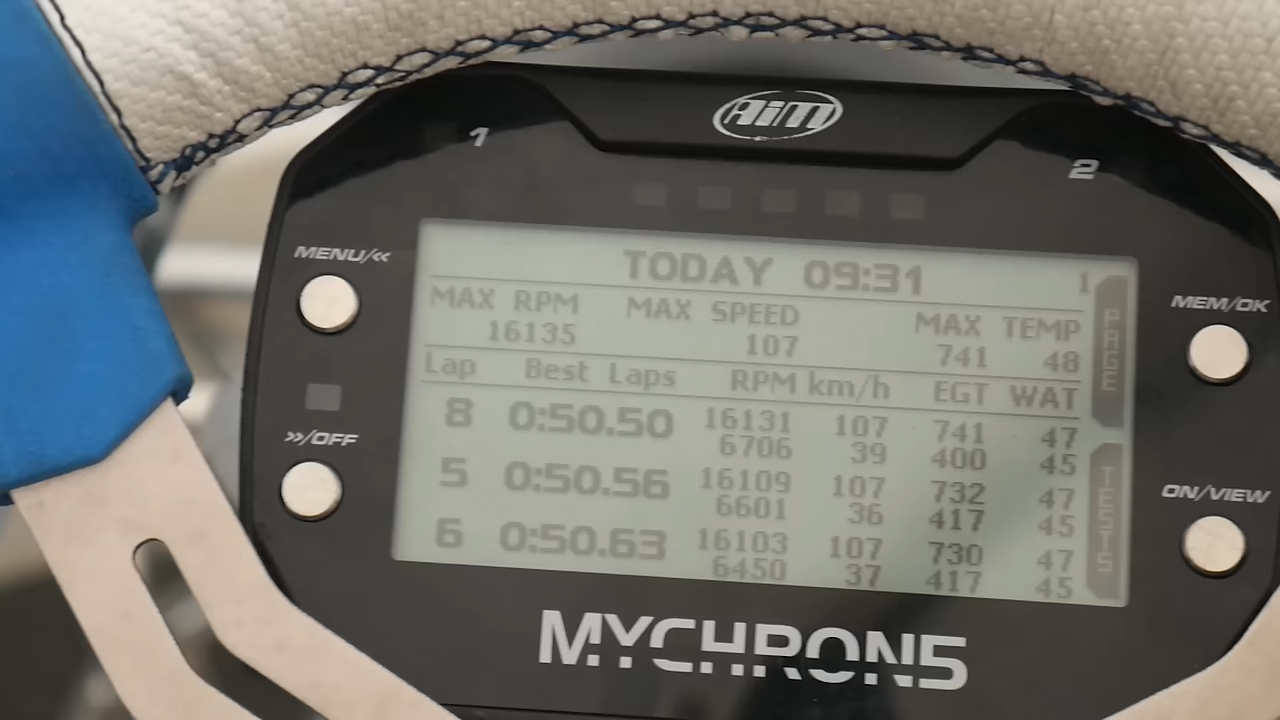 AiM
1
2
MENU/<<
>>/OFF
MEM/OK
ON/VIEW
TODAY 09:31
1
MAX RPM MAX SPEED MAX TEMP
16135 107 741 48
Lap Best Laps RPM km/h EGT WAT
8 0:50.50 16131 107 741 47
6706 39 400 45
5 0:50.56 16109 107 732 47
6601 36 417 45
6 0:50.63 16103 107 730 47
6450 37 417 45
PAGE
TESTS
MYCHRON5